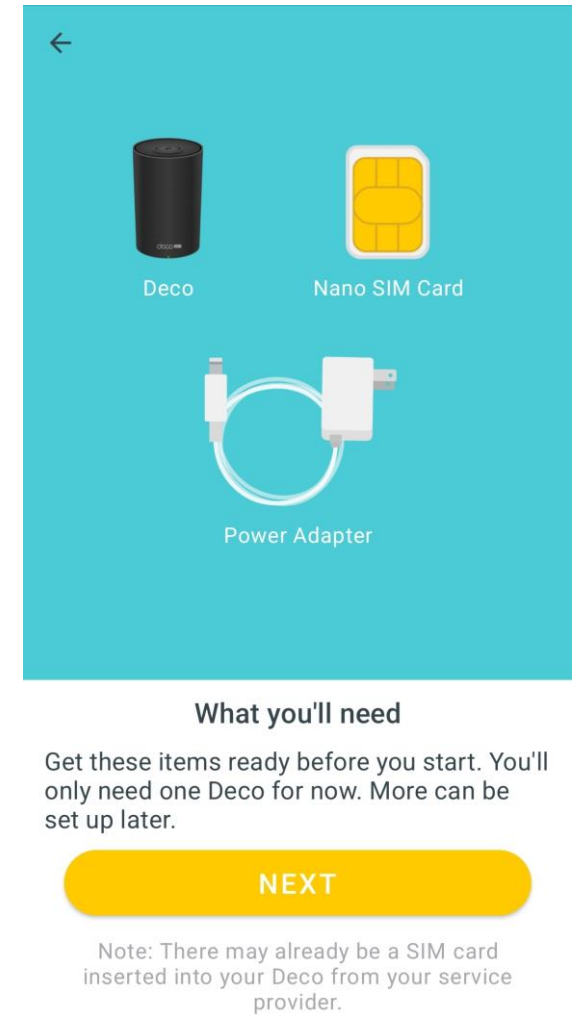 deco
Deco
Nano SIM Card
Power Adapter
What you'll need
Get these items ready before you start. You'll
only need one Deco for now. More can be
set up later.
NEXT
Note: There may already be a SIM card
inserted into your Deco from your service
provider.